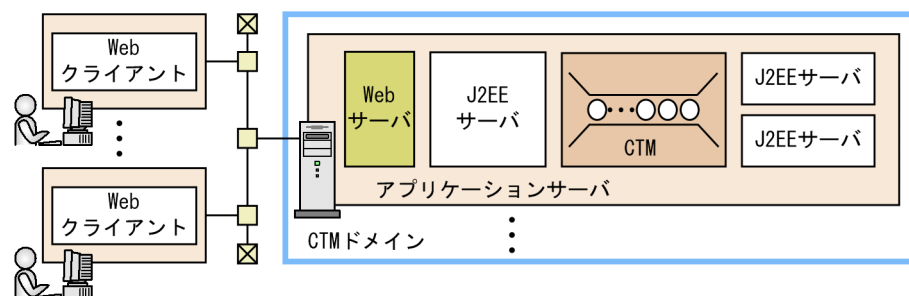 Web
クライアント
Web
クライアント
Web
サーバ
J2EE
サーバ
CTM
J2EEサーバ
J2EEサーバ
アプリケーションサーバ
CTMドメイン